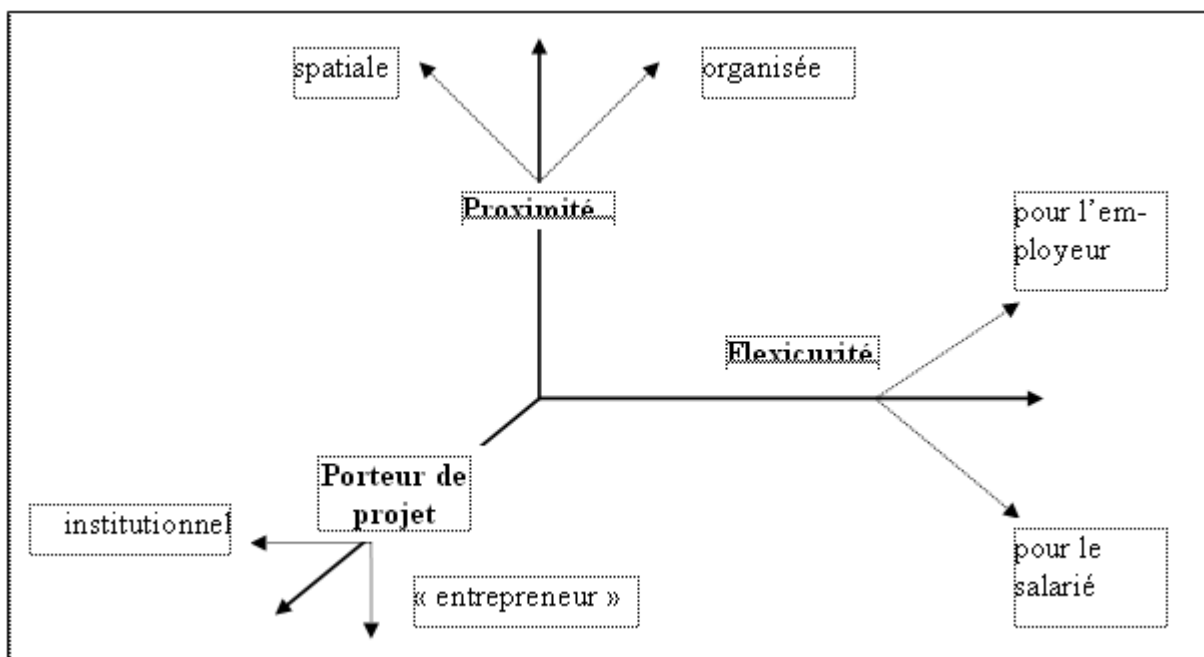 spatiale
organisée
Proximité
pour l’em-
ployeur
Flexicurité
Porteur de
projet
institutionnel
« entrepreneur »
pour le
salarié